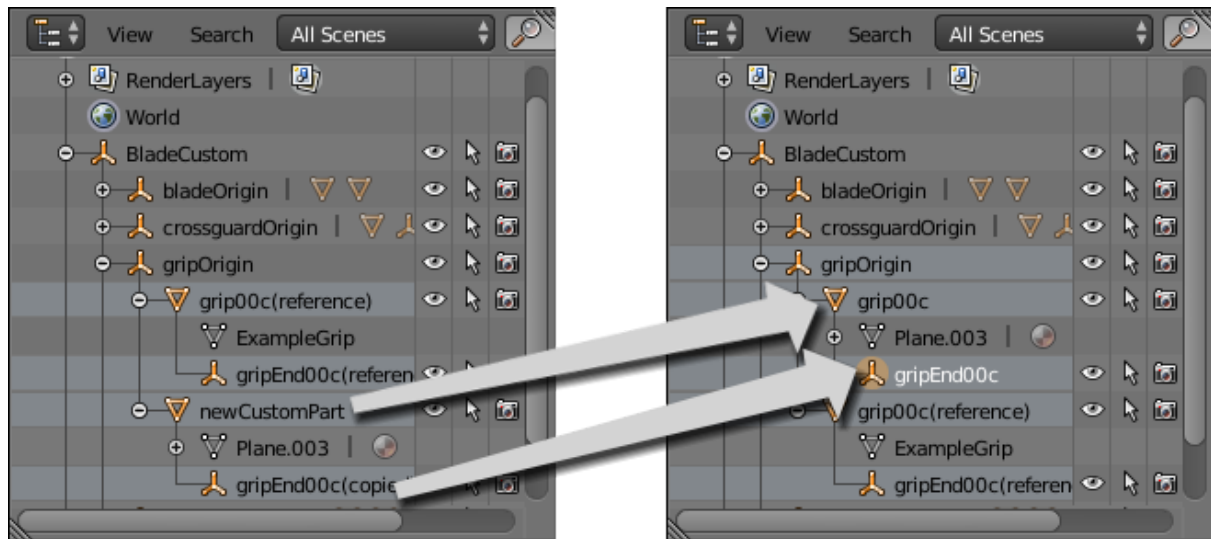 View Search All Scenes
RenderLayers
World
BladeCustom
bladeOrigin
crossguardOrigin
gripOrigin
grip00c(reference)
ExampleGrip
gripEnd00c(referen
newCustomPart
Plane.003
gripEnd00c(copie
View Search All Scenes
RenderLayers
World
BladeCustom
bladeOrigin
crossguardOrigin
gripOrigin
grip00c
Plane.003
gripEnd00c
grip00c(reference)
ExampleGrip
gripEnd00c(referen